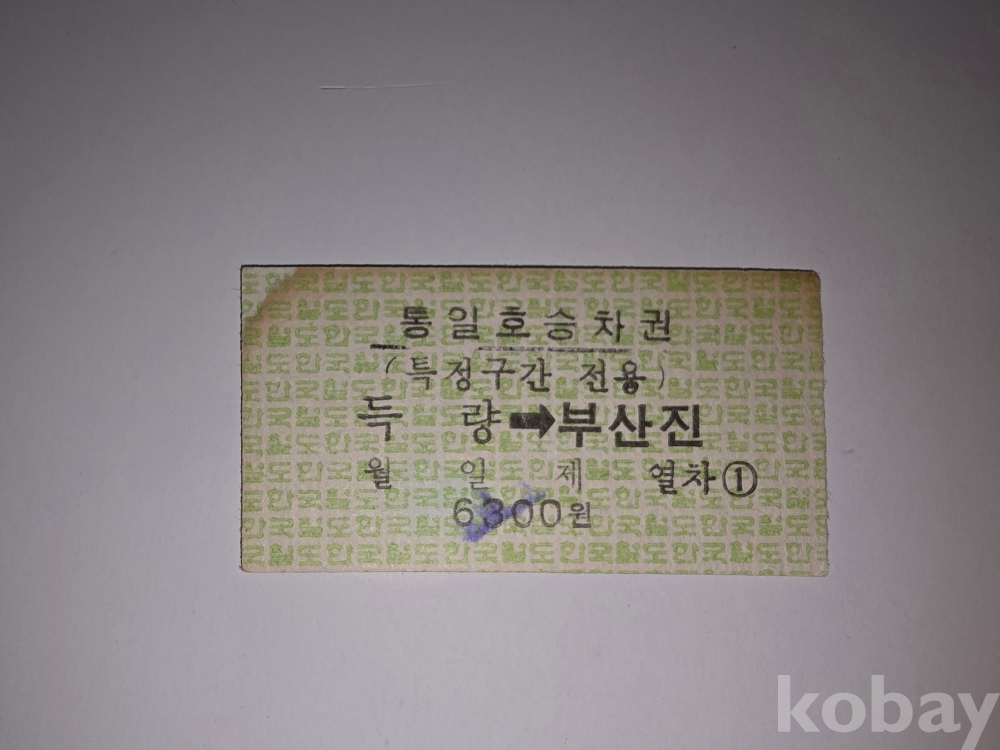 통일호승차권
(특정구간 전용)
득 량➡부산진
월 일 제 열차①
6300원
kobay